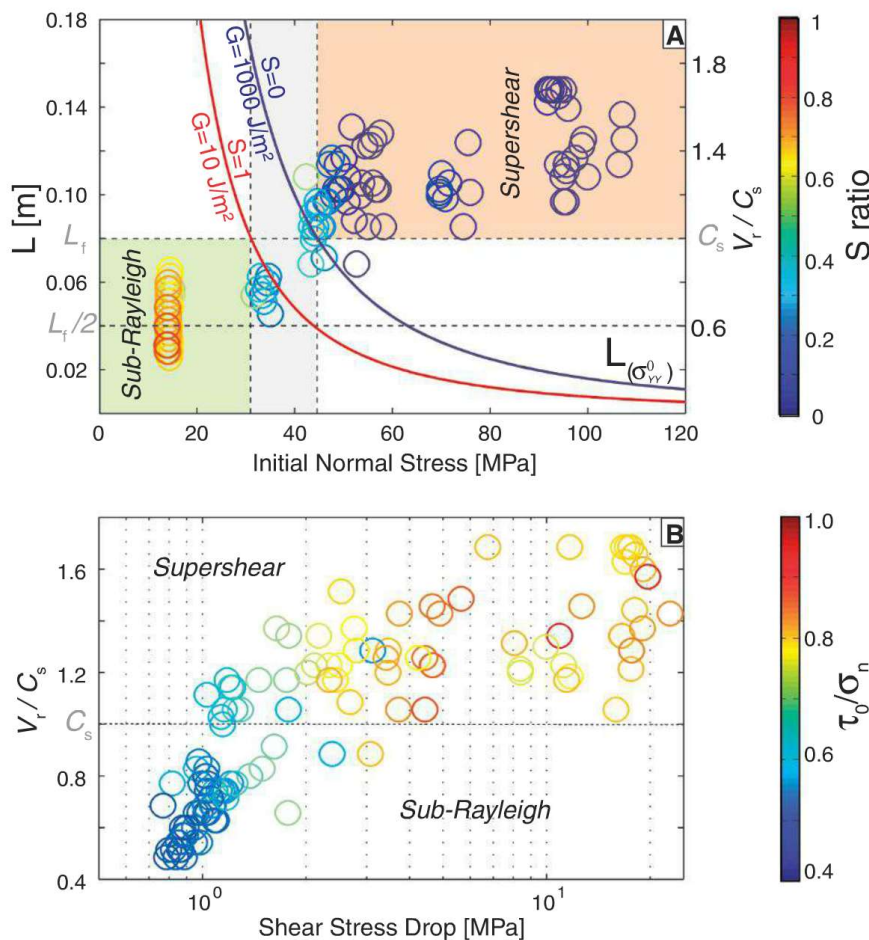 A
0.18
0.14
0.10
L_f
0.06
L_f/2
0.02
L [m]
S=0
G=1000 J/m²
S=1
G=10 J/m²
Supershear
Sub-Rayleigh
L(σ⁰_YY)
1.8
1.4
C_s
0.6
V_r / C_s
0 20 40 60 80 100 120
Initial Normal Stress [MPa]
1
0.8
0.6
0.4
0.2
0
S ratio
B
1.6
1.2
C_s
0.8
0.4
V_r / C_s
Supershear
Sub-Rayleigh
10⁰ 10¹
Shear Stress Drop [MPa]
1.0
0.8
0.6
0.4
τ₀/σₙ